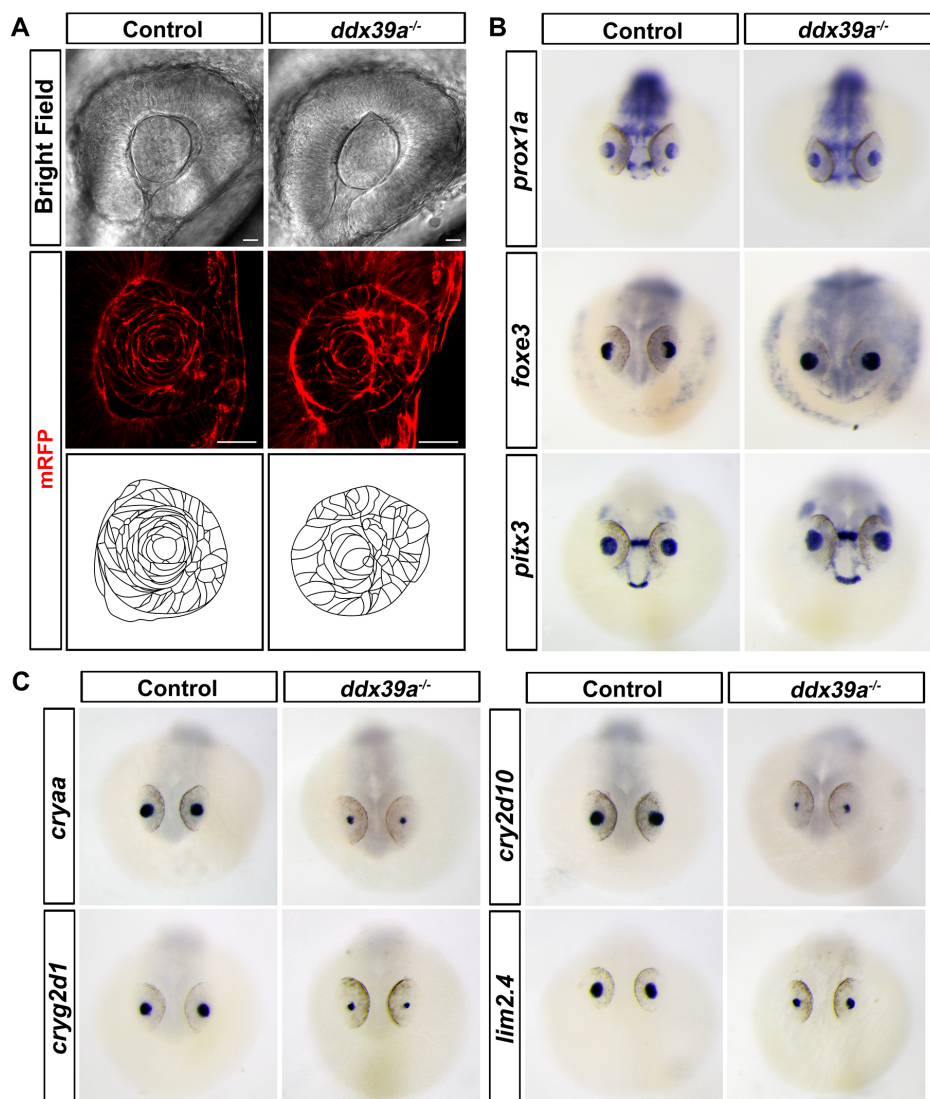 A
Control
ddx39a-/-
Bright Field
mRFP
B
Control
ddx39a-/-
prox1a
foxe3
pitx3
C
Control
ddx39a-/-
Control
ddx39a-/-
cryaa
cry2d10
cryg2d1
lim2.4